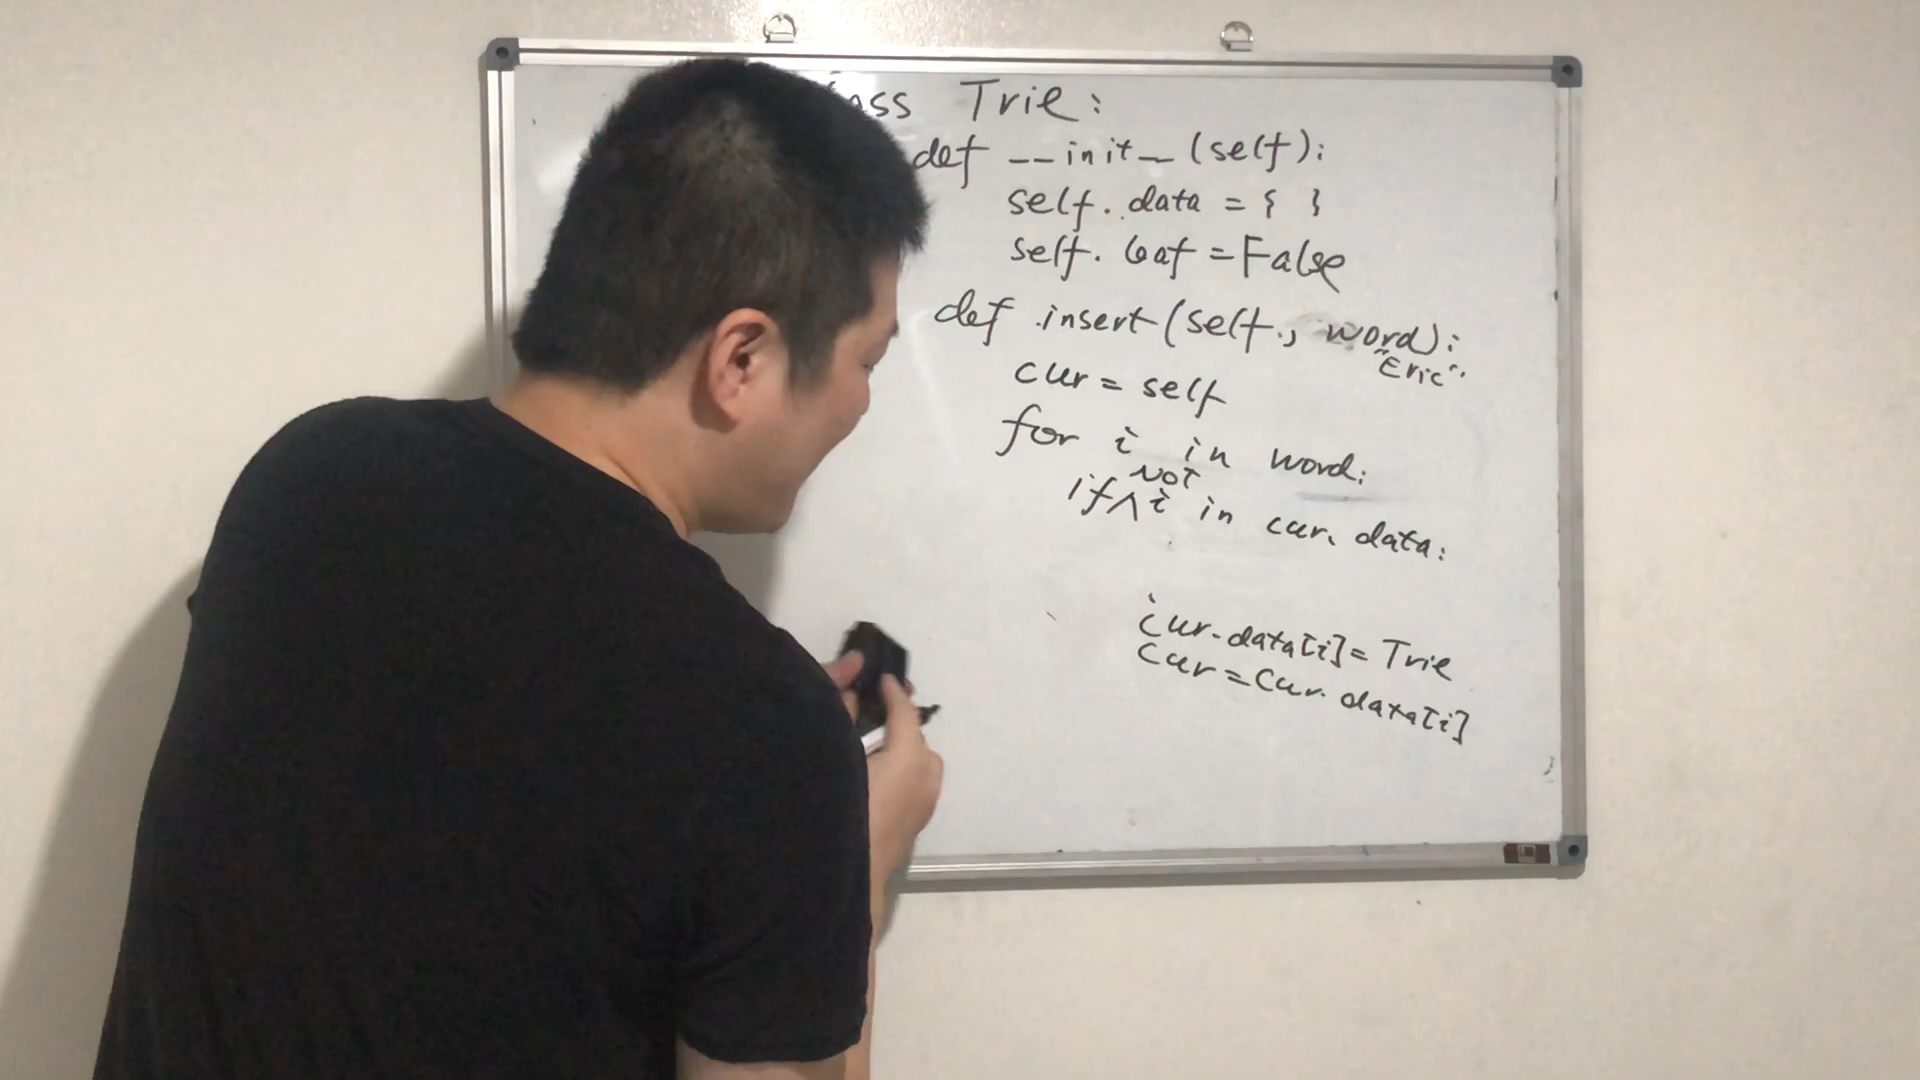 ass Trie:
def __init__(self):
self.data = { }
self.leaf = False
def insert(self, word):
"Eric"
cur = self
for i in word:
NOT
if ^ i in cur.data:
cur.data[i] = Trie
cur = cur.data[i]